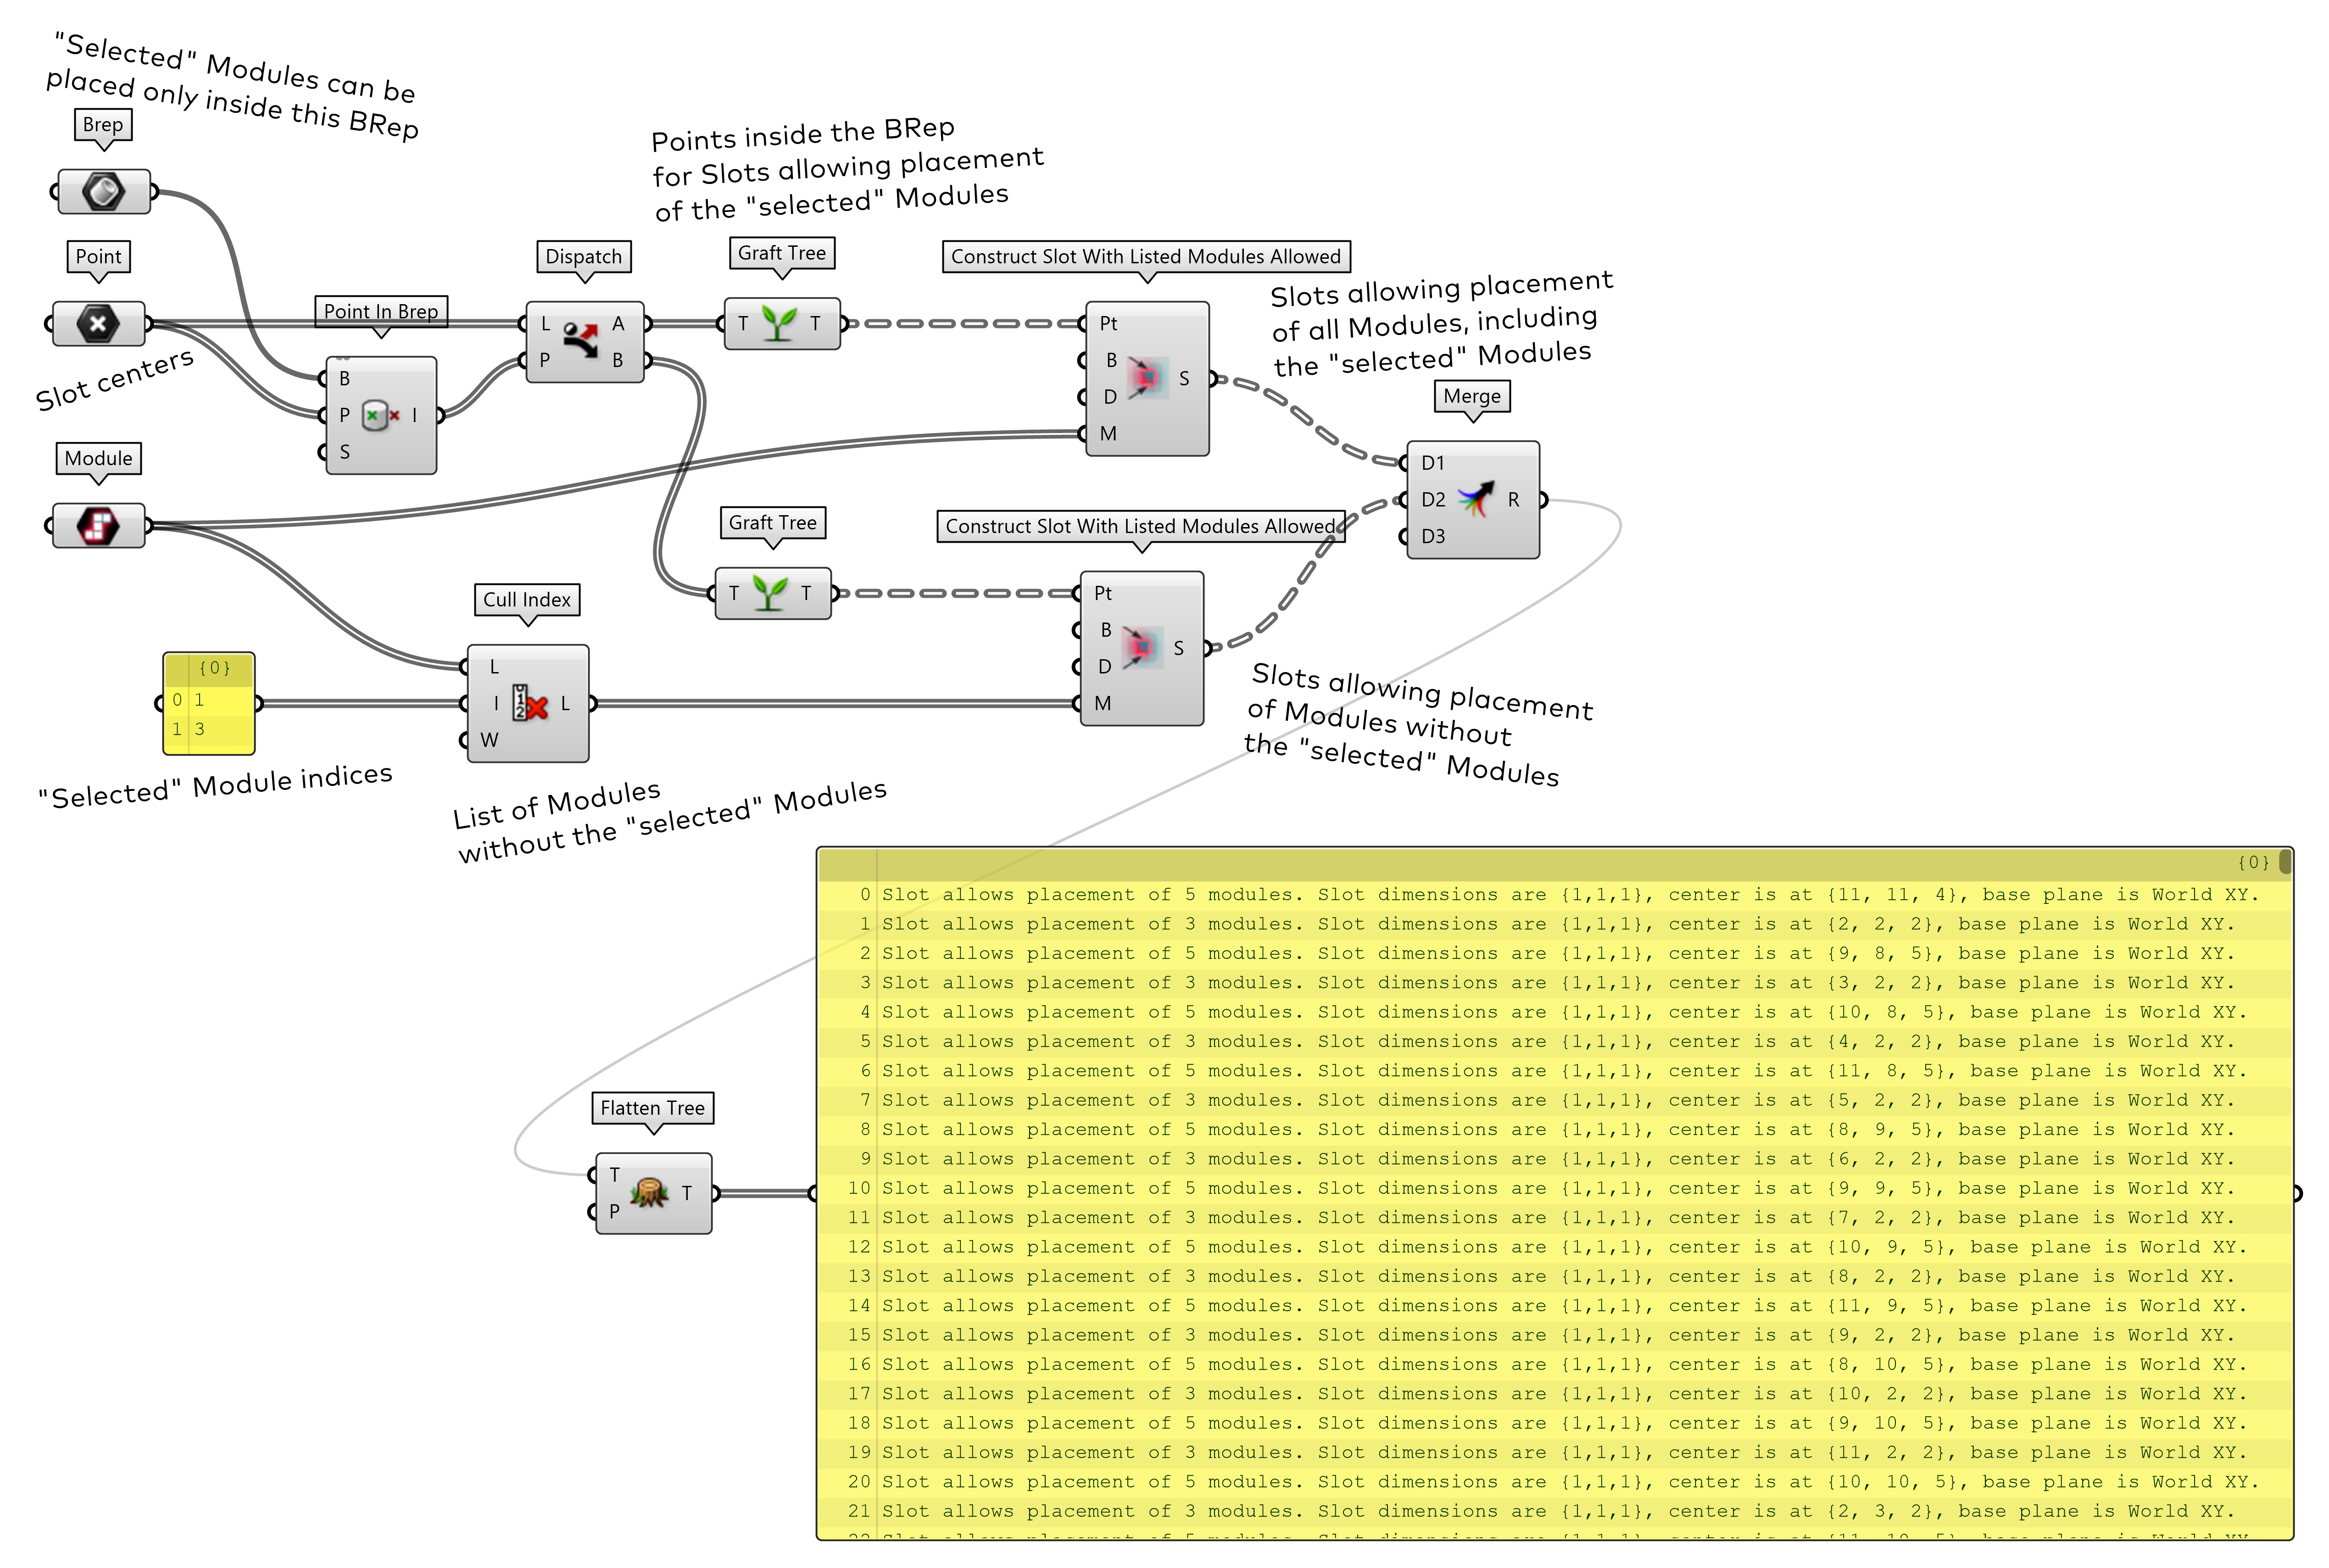 "Selected" Modules can be
placed only inside this BRep
Brep
Point
Slot centers
Module
Point In Brep
B
P
S
I
Dispatch
L
P
A
B
Points inside the BRep
for Slots allowing placement
of the "selected" Modules
Graft Tree
T T
Construct Slot With Listed Modules Allowed
Pt
B
D
M
S
Slots allowing placement
of all Modules, including
the "selected" Modules
Merge
D1
D2
D3
R
Graft Tree
T T
Construct Slot With Listed Modules Allowed
Pt
B
D
M
S
Slots allowing placement
of Modules without
the "selected" Modules
Cull Index
L
I
W
L
{0}
0 1
1 3
"Selected" Module indices
List of Modules
without the "selected" Modules
Flatten Tree
T
P
T
{0}
0 Slot allows placement of 5 modules. Slot dimensions are {1,1,1}, center is at {11, 11, 4}, base plane is World XY.
1 Slot allows placement of 3 modules. Slot dimensions are {1,1,1}, center is at {2, 2, 2}, base plane is World XY.
2 Slot allows placement of 5 modules. Slot dimensions are {1,1,1}, center is at {9, 8, 5}, base plane is World XY.
3 Slot allows placement of 3 modules. Slot dimensions are {1,1,1}, center is at {3, 2, 2}, base plane is World XY.
4 Slot allows placement of 5 modules. Slot dimensions are {1,1,1}, center is at {10, 8, 5}, base plane is World XY.
5 Slot allows placement of 3 modules. Slot dimensions are {1,1,1}, center is at {4, 2, 2}, base plane is World XY.
6 Slot allows placement of 5 modules. Slot dimensions are {1,1,1}, center is at {11, 8, 5}, base plane is World XY.
7 Slot allows placement of 3 modules. Slot dimensions are {1,1,1}, center is at {5, 2, 2}, base plane is World XY.
8 Slot allows placement of 5 modules. Slot dimensions are {1,1,1}, center is at {8, 9, 5}, base plane is World XY.
9 Slot allows placement of 3 modules. Slot dimensions are {1,1,1}, center is at {6, 2, 2}, base plane is World XY.
10 Slot allows placement of 5 modules. Slot dimensions are {1,1,1}, center is at {9, 9, 5}, base plane is World XY.
11 Slot allows placement of 3 modules. Slot dimensions are {1,1,1}, center is at {7, 2, 2}, base plane is World XY.
12 Slot allows placement of 5 modules. Slot dimensions are {1,1,1}, center is at {10, 9, 5}, base plane is World XY.
13 Slot allows placement of 3 modules. Slot dimensions are {1,1,1}, center is at {8, 2, 2}, base plane is World XY.
14 Slot allows placement of 5 modules. Slot dimensions are {1,1,1}, center is at {11, 9, 5}, base plane is World XY.
15 Slot allows placement of 3 modules. Slot dimensions are {1,1,1}, center is at {9, 2, 2}, base plane is World XY.
16 Slot allows placement of 5 modules. Slot dimensions are {1,1,1}, center is at {8, 10, 5}, base plane is World XY.
17 Slot allows placement of 3 modules. Slot dimensions are {1,1,1}, center is at {10, 2, 2}, base plane is World XY.
18 Slot allows placement of 5 modules. Slot dimensions are {1,1,1}, center is at {9, 10, 5}, base plane is World XY.
19 Slot allows placement of 3 modules. Slot dimensions are {1,1,1}, center is at {11, 2, 2}, base plane is World XY.
20 Slot allows placement of 5 modules. Slot dimensions are {1,1,1}, center is at {10, 10, 5}, base plane is World XY.
21 Slot allows placement of 3 modules. Slot dimensions are {1,1,1}, center is at {2, 3, 2}, base plane is World XY.